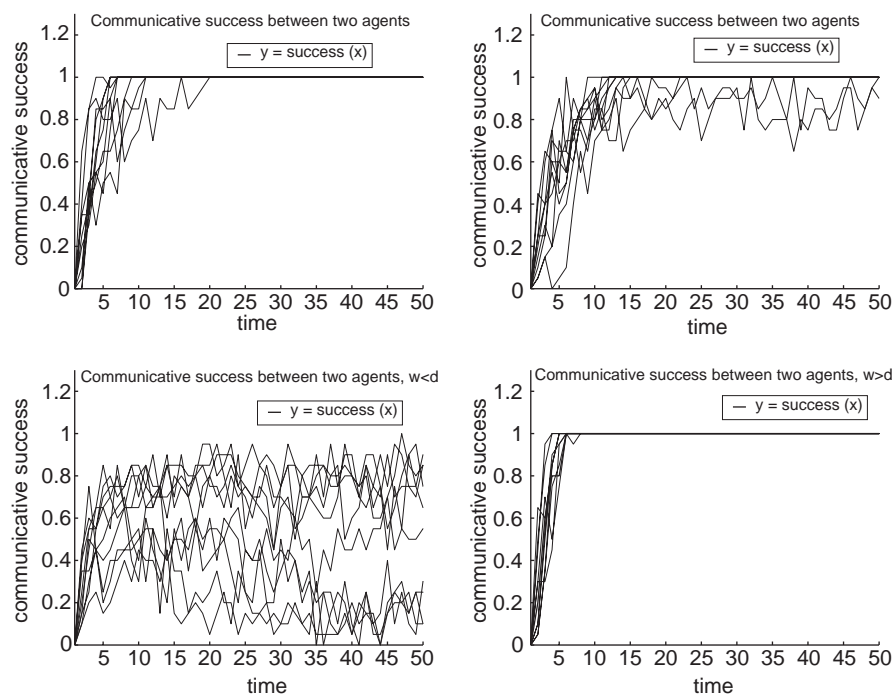 Communicative success between two agents
y = success (x)
communicative success
1.2
1
0.8
0.6
0.4
0.2
0
5 10 15 20 25 30 35 40 45 50
time
Communicative success between two agents
y = success (x)
communicative success
1.2
1
0.8
0.6
0.4
0.2
0
5 10 15 20 25 30 35 40 45 50
time
Communicative success between two agents, w<d
y = success (x)
communicative success
1.2
1
0.8
0.6
0.4
0.2
0
5 10 15 20 25 30 35 40 45 50
time
Communicative success between two agents, w>d
y = success (x)
communicative success
1.2
1
0.8
0.6
0.4
0.2
0
5 10 15 20 25 30 35 40 45 50
time